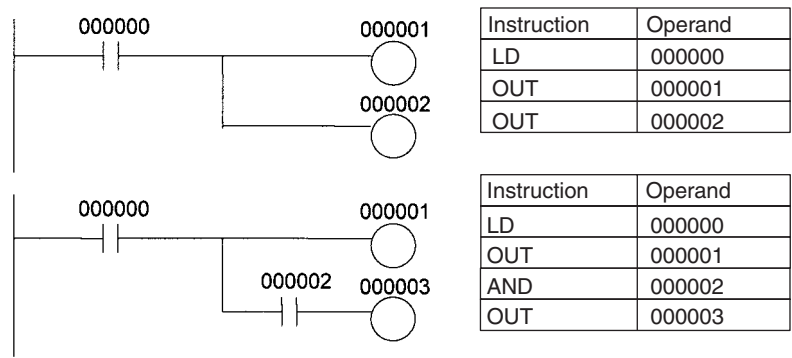 000000
000001
000002
Instruction Operand
LD 000000
OUT 000001
OUT 000002
000000
000001
000002
000003
Instruction Operand
LD 000000
OUT 000001
AND 000002
OUT 000003